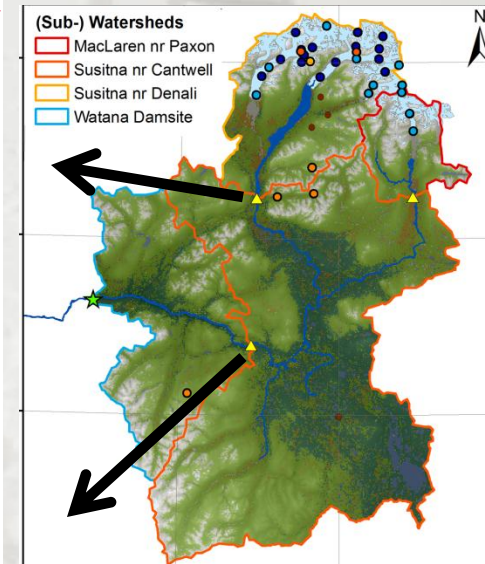 (Sub-) Watersheds
MacLaren nr Paxon
Susitna nr Cantwell
Susitna nr Denali
Watana Damsite
N